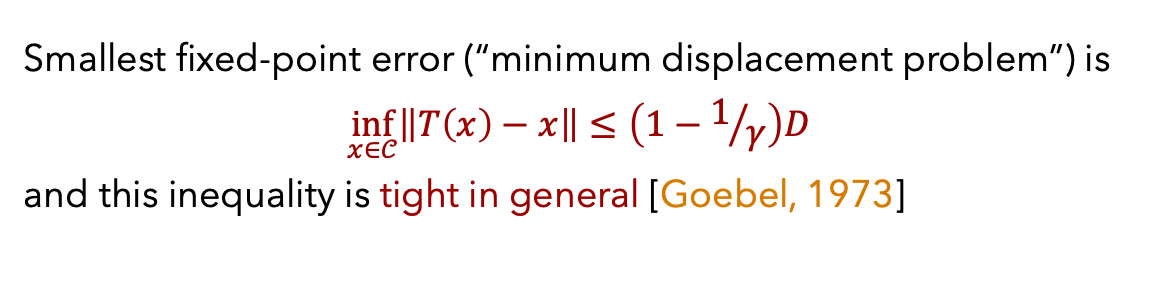 Smallest fixed-point error (“minimum displacement problem”) is
inf‖T(x) − x‖ ≤ (1 − 1/γ)D
x∈𝒞
and this inequality is tight in general [Goebel, 1973]